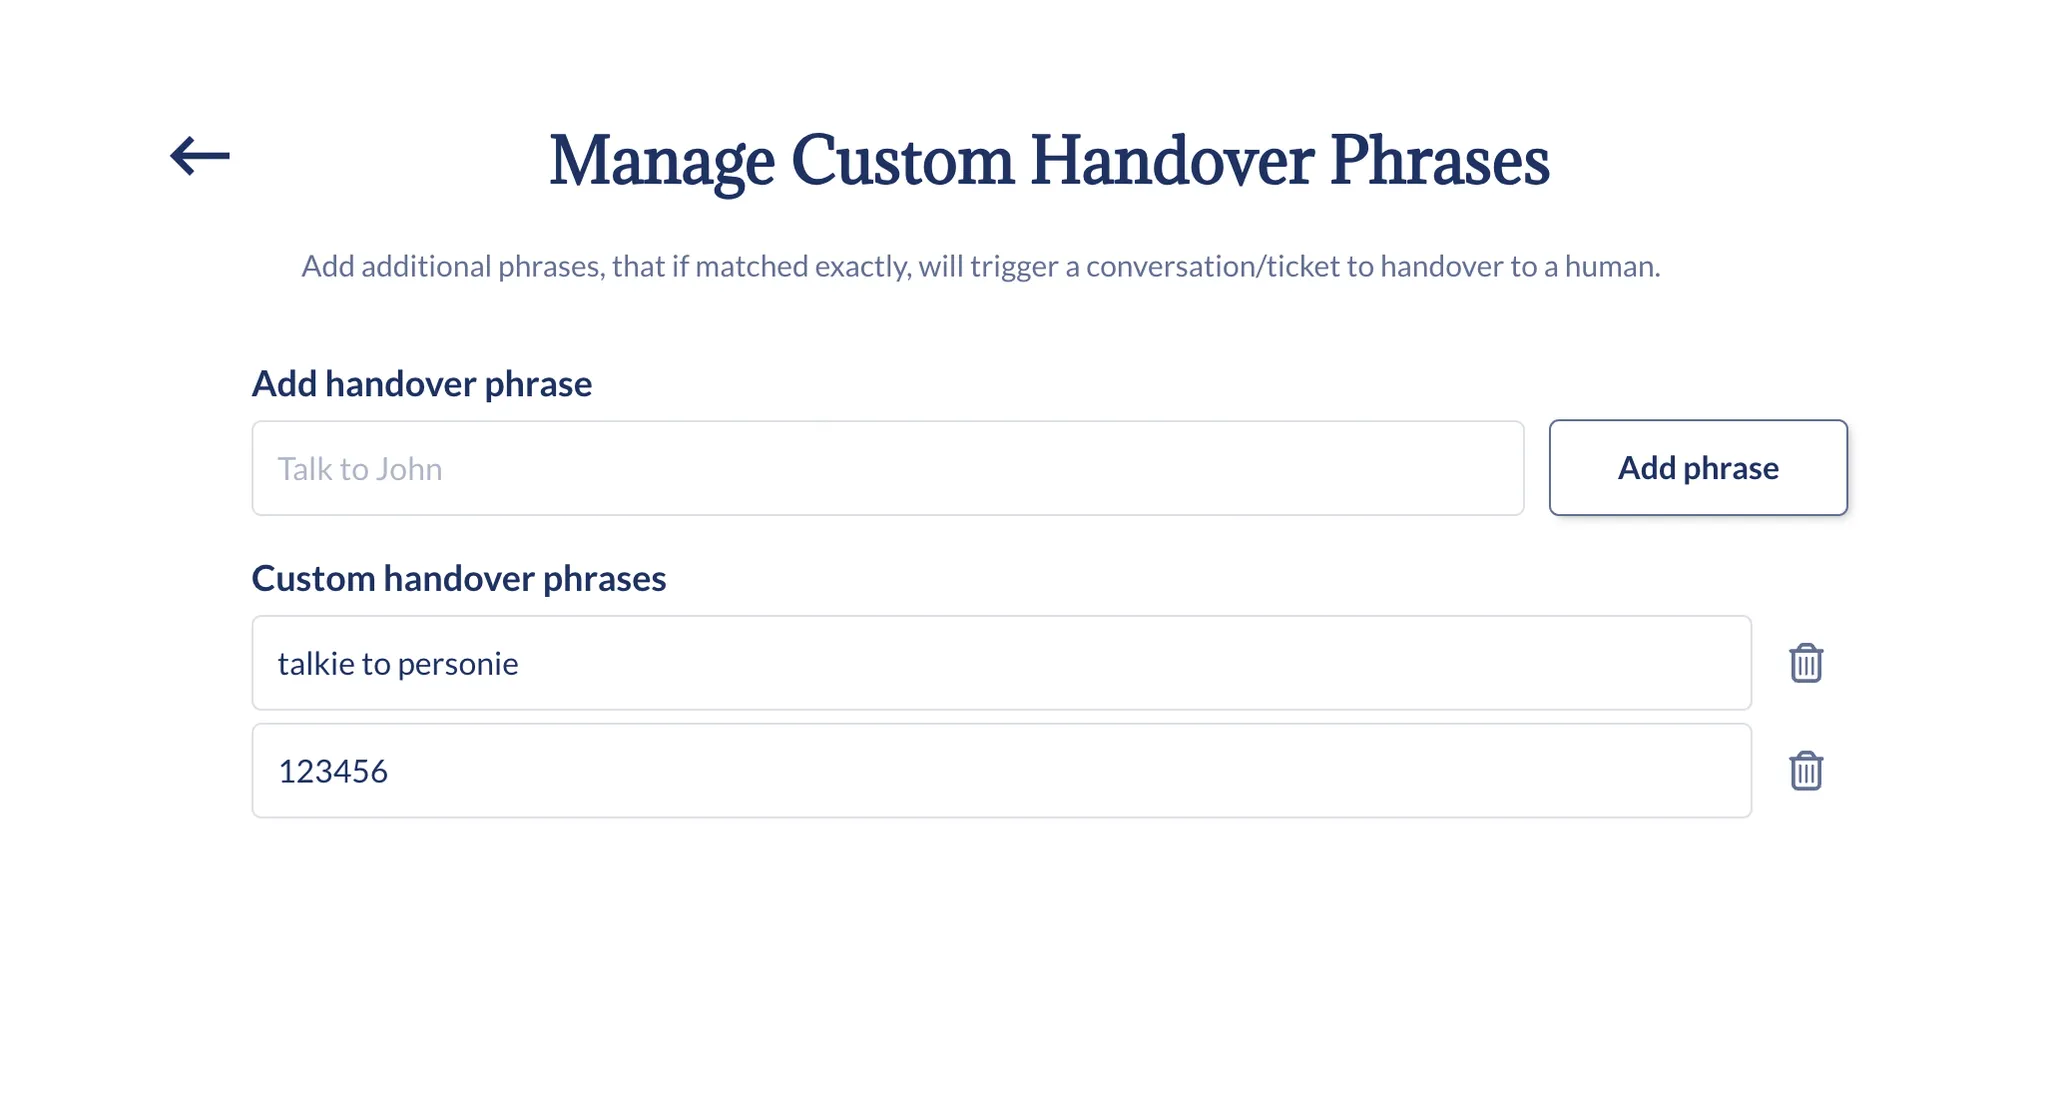 Manage Custom Handover Phrases
Add additional phrases, that if matched exactly, will trigger a conversation/ticket to handover to a human.
Add handover phrase
Talk to John
Add phrase
Custom handover phrases
talkie to personie
123456